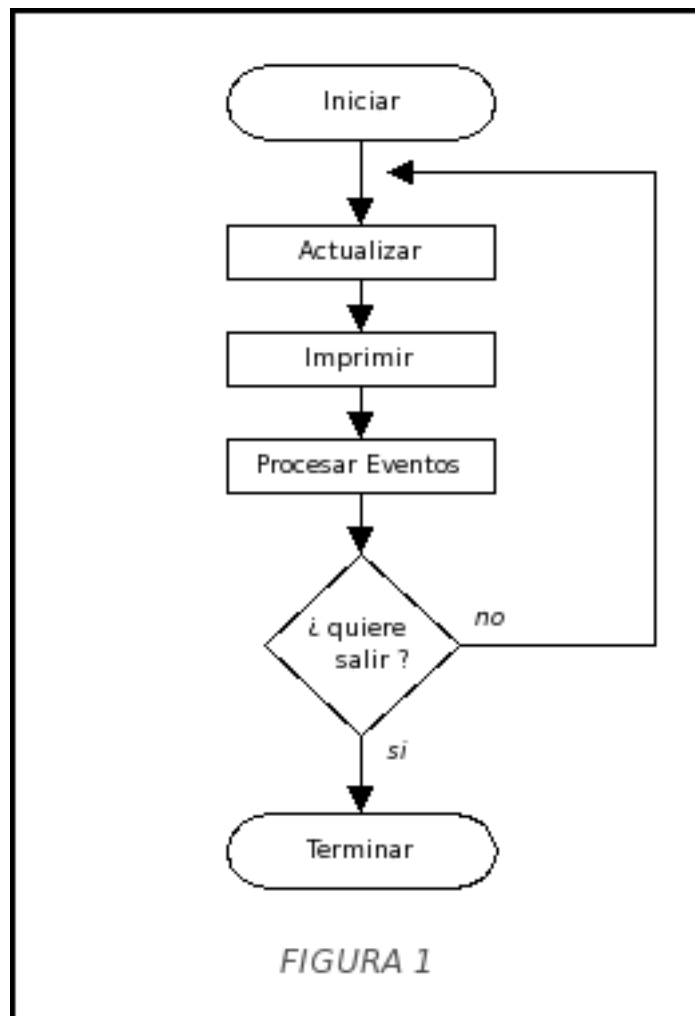 Iniciar
Actualizar
Imprimir
Procesar Eventos
¿ quiere
salir ?
no
si
Terminar
FIGURA 1